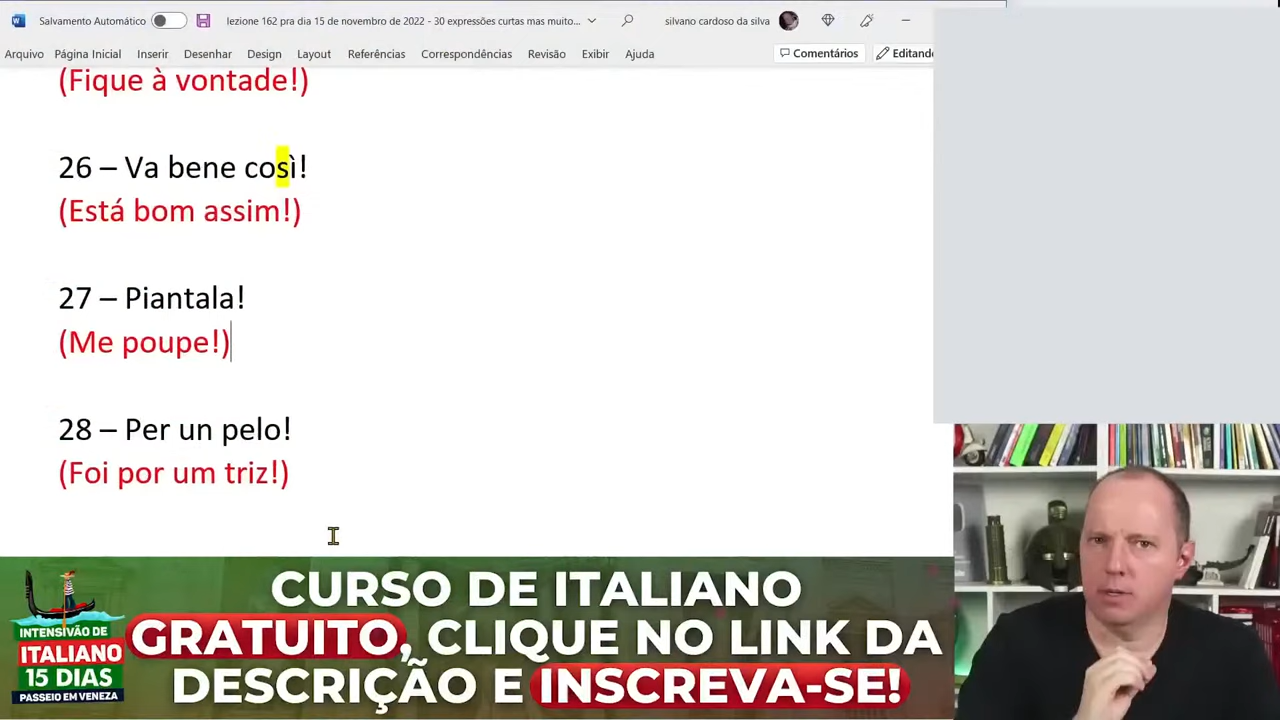 Salvamento Automático
lezione 162 pra dia 15 de novembro de 2022 - 30 expressões curtas mas muito...
silvano cardoso da silva
Arquivo Página Inicial Inserir Desenhar Design Layout Referências Correspondências Revisão Exibir Ajuda Comentários Editando
(Fique à vontade!)
26 – Va bene così!
(Está bom assim!)
27 – Piantala!
(Me poupe!)
28 – Per un pelo!
(Foi por um triz!)
INTENSIVÃO DE
ITALIANO
15 DIAS
PASSEIO EM VENEZA
CURSO DE ITALIANO
GRATUITO, CLIQUE NO LINK DA
DESCRIÇÃO E INSCREVA-SE!